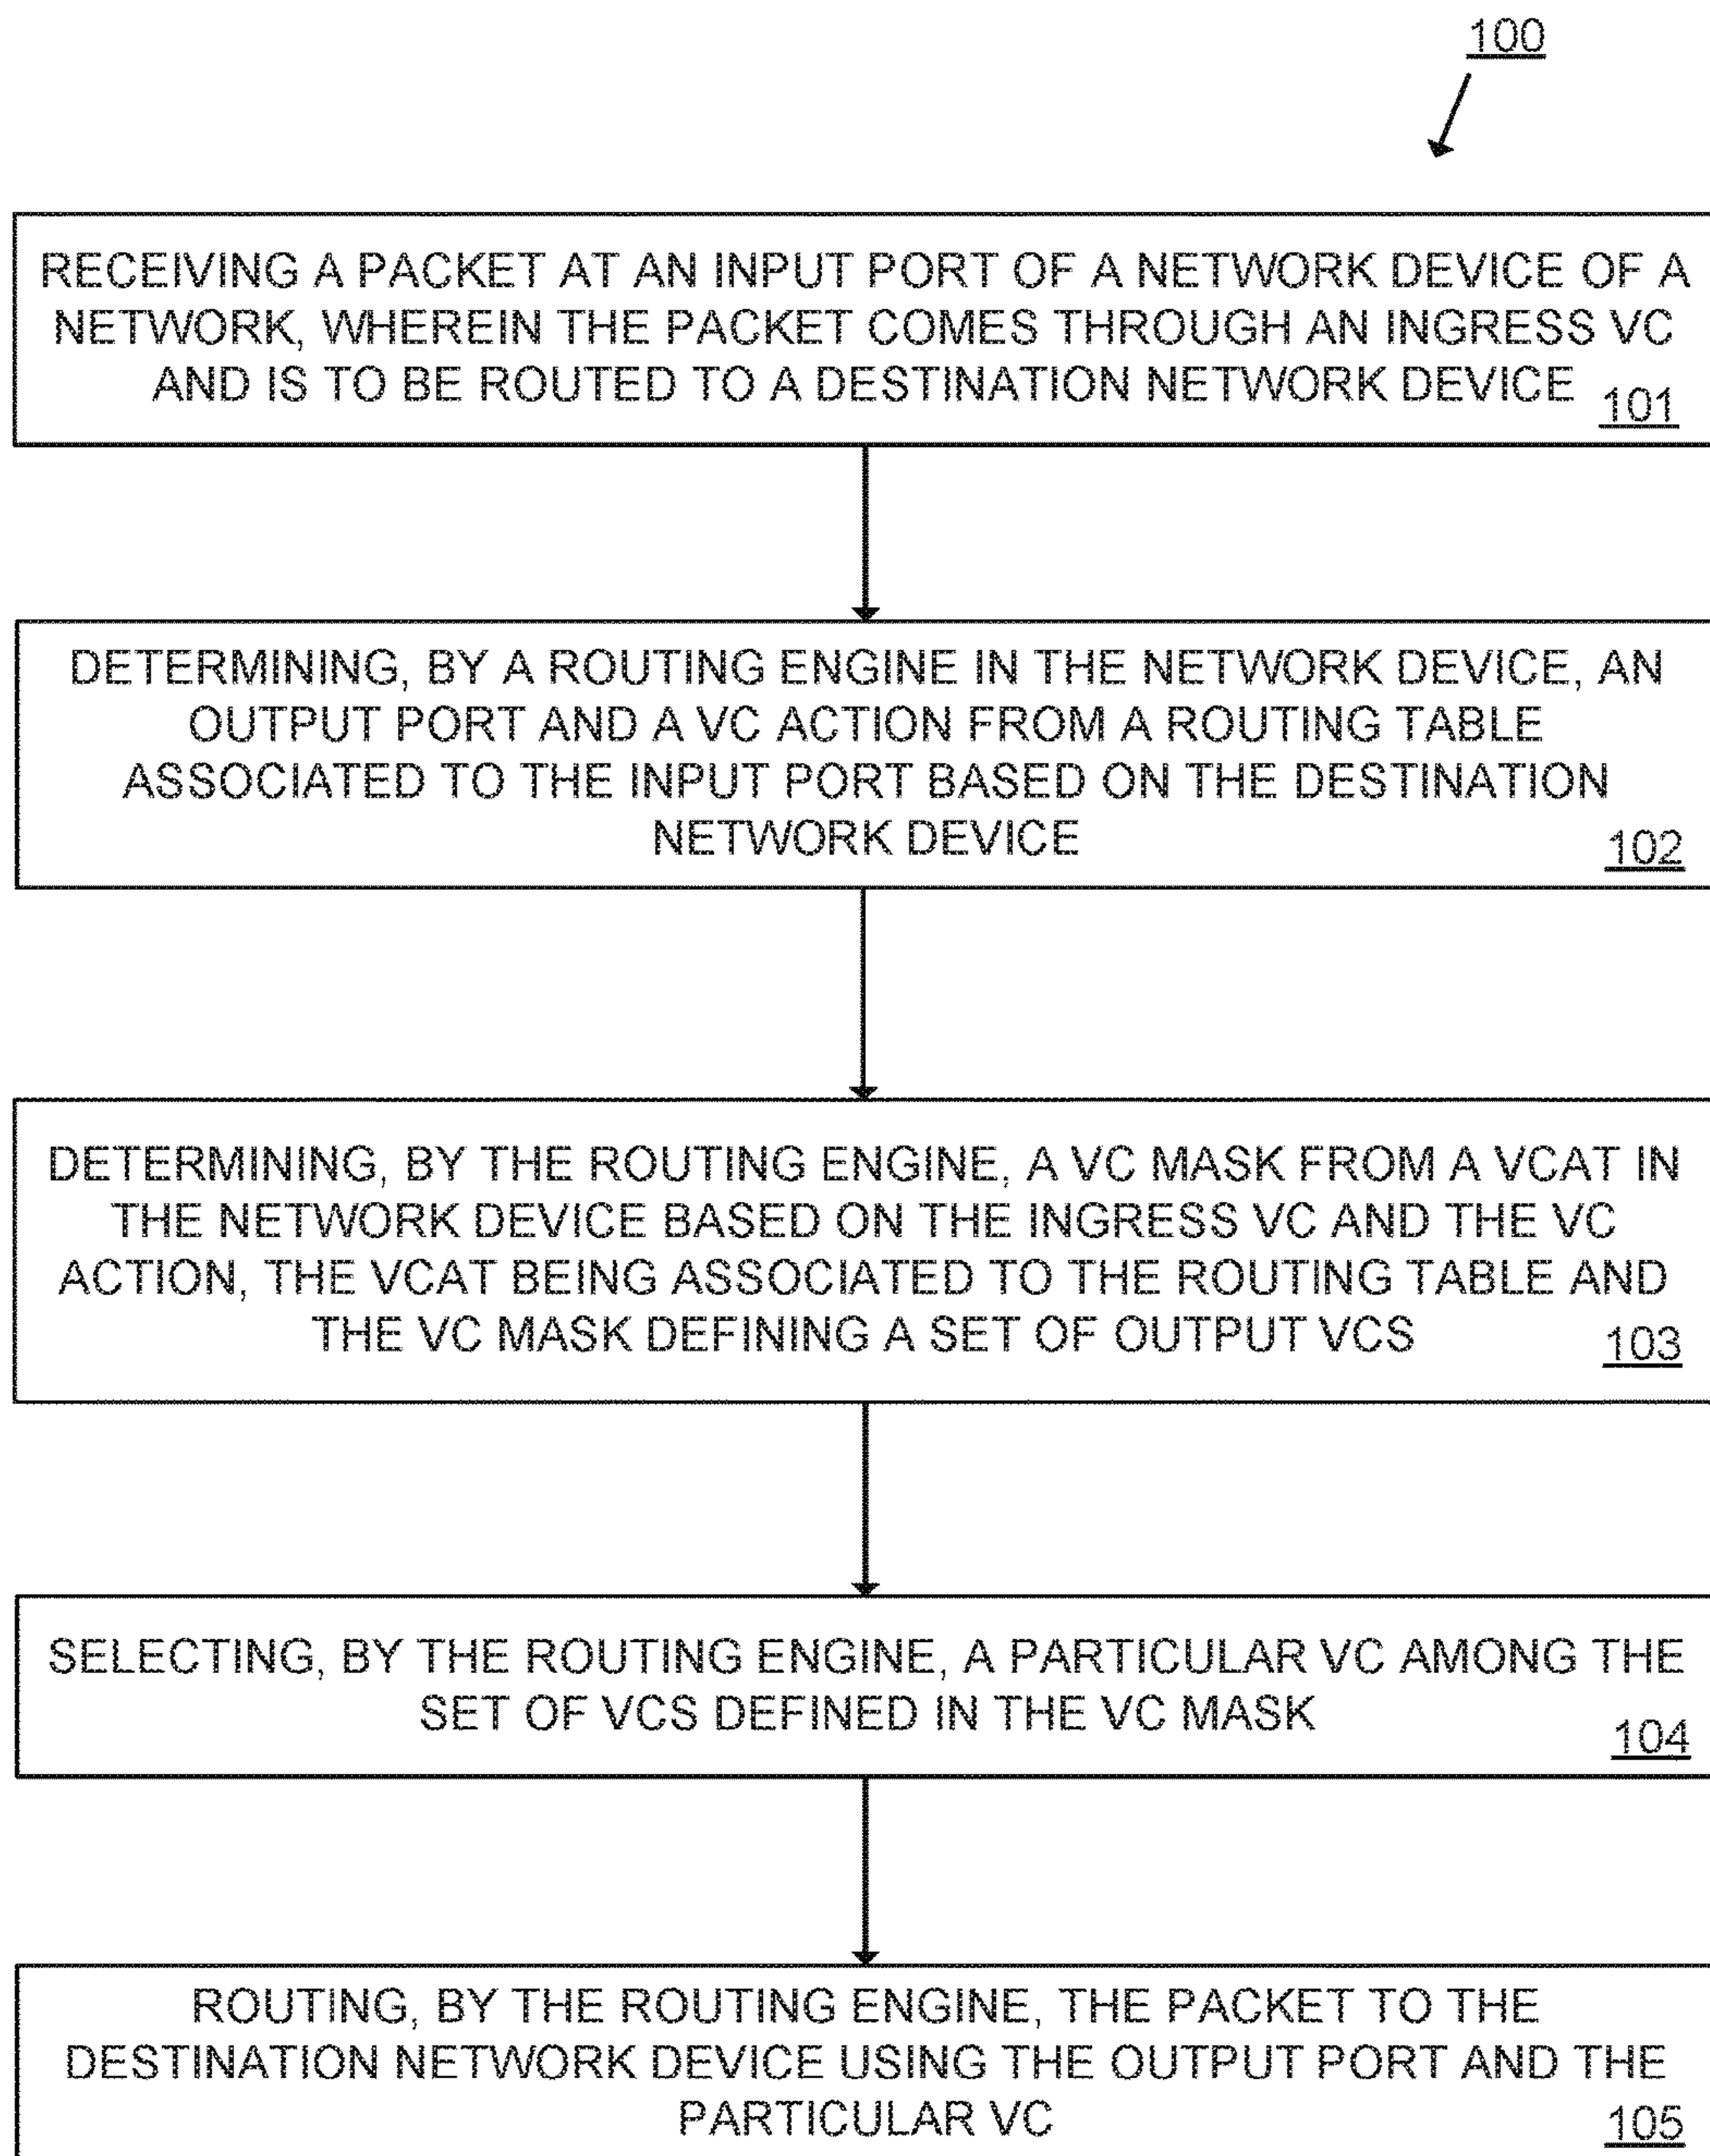 100
RECEIVING A PACKET AT AN INPUT PORT OF A NETWORK DEVICE OF A
NETWORK, WHEREIN THE PACKET COMES THROUGH AN INGRESS VC
AND IS TO BE ROUTED TO A DESTINATION NETWORK DEVICE
101
DETERMINING, BY A ROUTING ENGINE IN THE NETWORK DEVICE, AN
OUTPUT PORT AND A VC ACTION FROM A ROUTING TABLE
ASSOCIATED TO THE INPUT PORT BASED ON THE DESTINATION
NETWORK DEVICE
102
DETERMINING, BY THE ROUTING ENGINE, A VC MASK FROM A VCAT IN
THE NETWORK DEVICE BASED ON THE INGRESS VC AND THE VC
ACTION, THE VCAT BEING ASSOCIATED TO THE ROUTING TABLE AND
THE VC MASK DEFINING A SET OF OUTPUT VCS
103
SELECTING, BY THE ROUTING ENGINE, A PARTICULAR VC AMONG THE
SET OF VCS DEFINED IN THE VC MASK
104
ROUTING, BY THE ROUTING ENGINE, THE PACKET TO THE
DESTINATION NETWORK DEVICE USING THE OUTPUT PORT AND THE
PARTICULAR VC
105